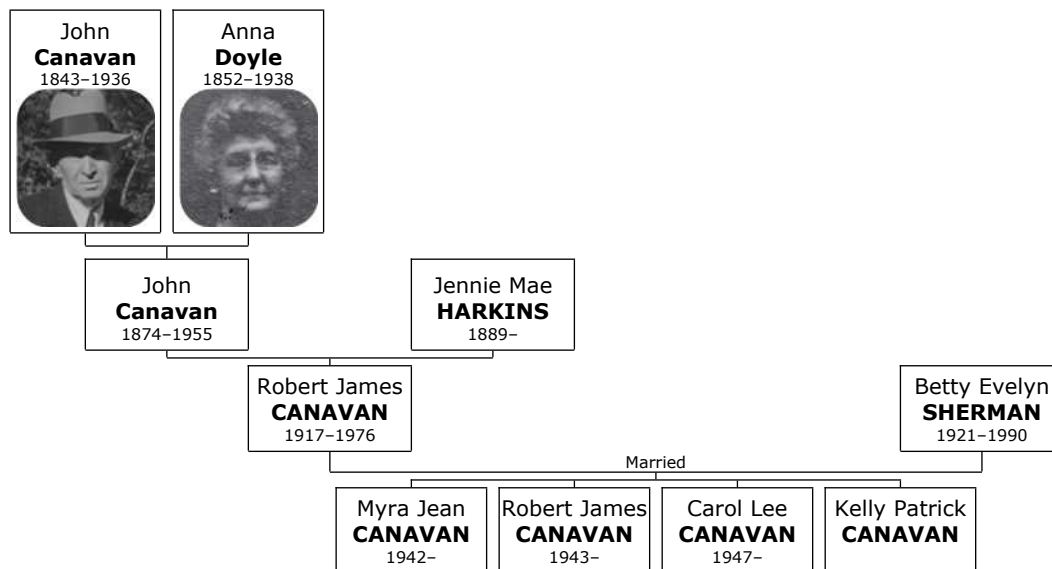 John
Canavan
1843–1936
Anna
Doyle
1852–1938
John
Canavan
1874–1955
Jennie Mae
HARKINS
1889–
Robert James
CANAVAN
1917–1976
Betty Evelyn
SHERMAN
1921–1990
Married
Myra Jean
CANAVAN
1942–
Robert James
CANAVAN
1943–
Carol Lee
CANAVAN
1947–
Kelly Patrick
CANAVAN